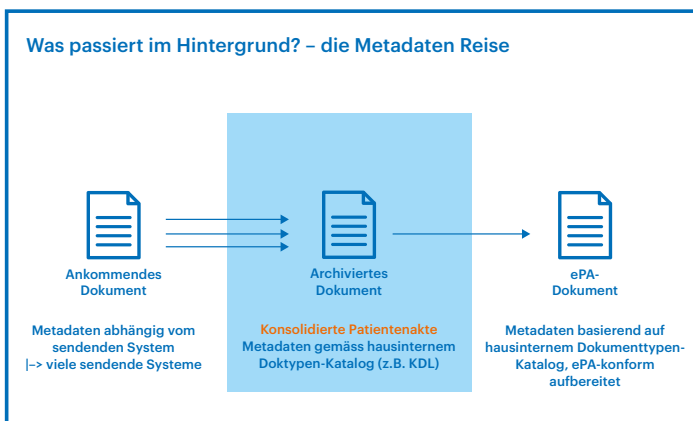 Was passiert im Hintergrund? – die Metadaten Reise
Ankommendes
Dokument
Metadaten abhängig vom
sendenden System
|–> viele sendende Systeme
Archiviertes
Dokument
Konsolidierte Patientenakte
Metadaten gemäss hausinternem
Doktypen-Katalog (z.B. KDL)
ePA-
Dokument
Metadaten basierend auf
hausinternem Dokumenttypen-
Katalog, ePA-konform
aufbereitet